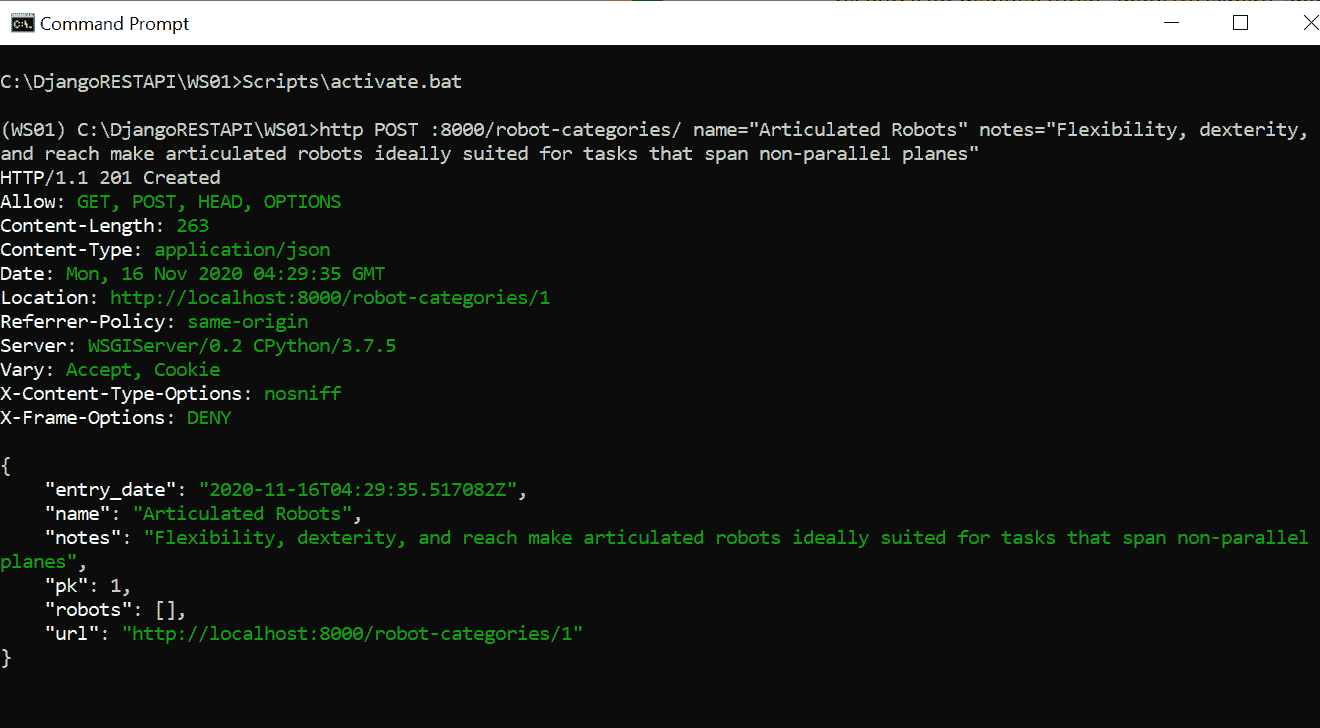 Command Prompt
C:\DjangoRESTAPI\WS01>Scripts\activate.bat
(WS01) C:\DjangoRESTAPI\WS01>http POST :8000/robot-categories/ name="Articulated Robots" notes="Flexibility, dexterity,
and reach make articulated robots ideally suited for tasks that span non-parallel planes"
HTTP/1.1 201 Created
Allow: GET, POST, HEAD, OPTIONS
Content-Length: 263
Content-Type: application/json
Date: Mon, 16 Nov 2020 04:29:35 GMT
Location: http://localhost:8000/robot-categories/1
Referrer-Policy: same-origin
Server: WSGIServer/0.2 CPython/3.7.5
Vary: Accept, Cookie
X-Content-Type-Options: nosniff
X-Frame-Options: DENY
{
    "entry_date": "2020-11-16T04:29:35.517082Z",
    "name": "Articulated Robots",
    "notes": "Flexibility, dexterity, and reach make articulated robots ideally suited for tasks that span non-parallel
planes",
    "pk": 1,
    "robots": [],
    "url": "http://localhost:8000/robot-categories/1"
}